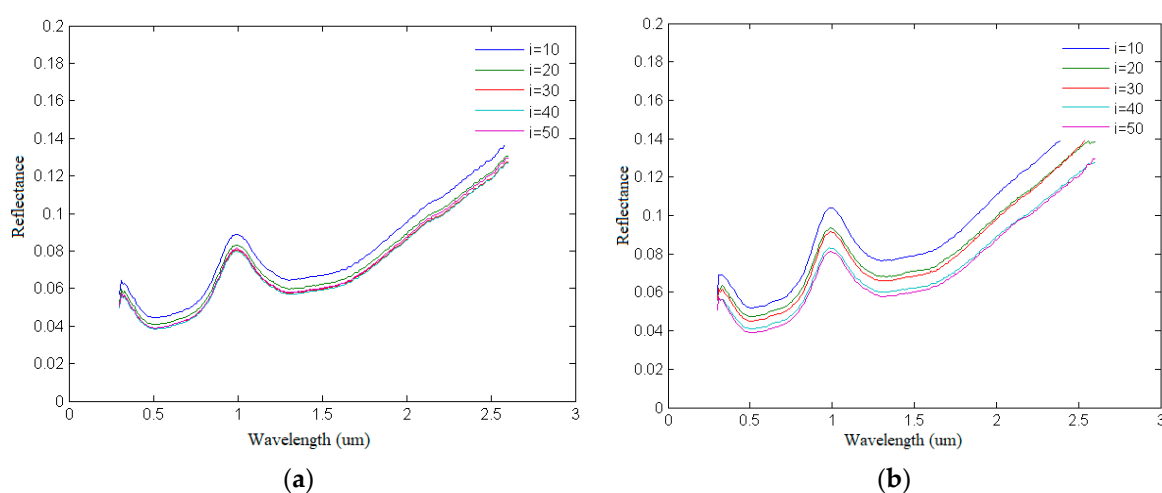 0.2
0.18
0.16
0.14
0.12
0.1
0.08
0.06
0.04
0.02
0
Reflectance
i=10
i=20
i=30
i=40
i=50
0 0.5 1 1.5 2 2.5 3
Wavelength (um)
(a)
0.2
0.18
0.16
0.14
0.12
0.1
0.08
0.06
0.04
0.02
0
Reflectance
i=10
i=20
i=30
i=40
i=50
0 0.5 1 1.5 2 2.5 3
Wavelength (um)
(b)